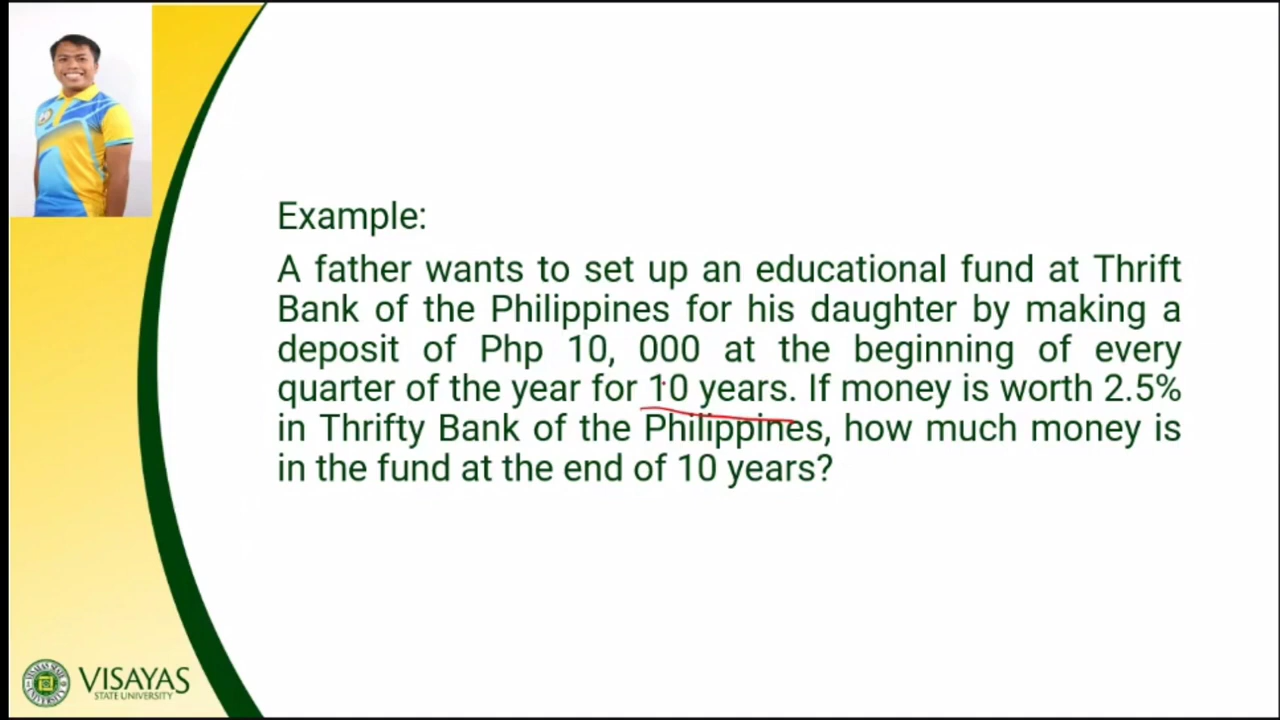 Example:
A father wants to set up an educational fund at Thrift
Bank of the Philippines for his daughter by making a
deposit of Php 10, 000 at the beginning of every
quarter of the year for 10 years. If money is worth 2.5%
in Thrifty Bank of the Philippines, how much money is
in the fund at the end of 10 years?
VISAYAS
STATE UNIVERSITY